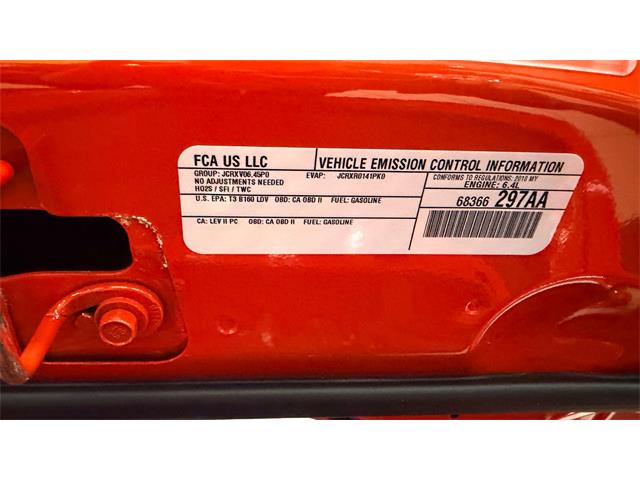 FCA US LLC VEHICLE EMISSION CONTROL INFORMATION
GROUP: JCRXV06.45P0 EVAP: JCRXR0141PK0 CONFORMS TO REGULATIONS: 2018 MY
NO ADJUSTMENTS NEEDED ENGINE: 6.4L
HO2S / SFI / TWC
U.S. EPA: T3 B160 LDV OBD: CA OBD II FUEL: GASOLINE 68366 297AA
CA: LEV II PC OBD: CA OBD II FUEL: GASOLINE